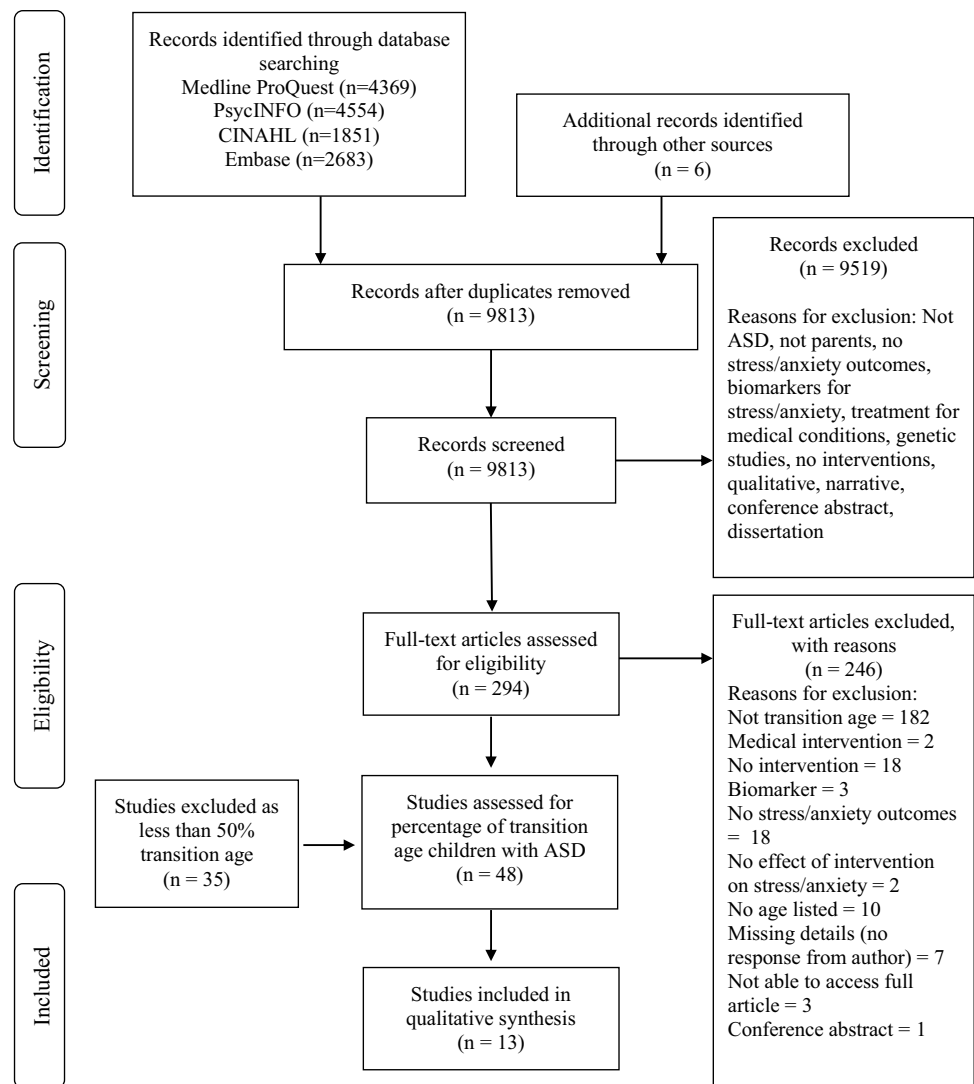 Identification
Records identified through database
searching
Medline ProQuest (n=4369)
PsycINFO (n=4554)
CINAHL (n=1851)
Embase (n=2683)
Additional records identified
through other sources
(n = 6)
Screening
Records after duplicates removed
(n = 9813)
Records screened
(n = 9813)
Records excluded
(n = 9519)
Reasons for exclusion: Not
ASD, not parents, no
stress/anxiety outcomes,
biomarkers for
stress/anxiety, treatment for
medical conditions, genetic
studies, no interventions,
qualitative, narrative,
conference abstract,
dissertation
Eligibility
Full-text articles assessed
for eligibility
(n = 294)
Full-text articles excluded,
with reasons
(n = 246)
Reasons for exclusion:
Not transition age = 182
Medical intervention = 2
No intervention = 18
Biomarker = 3
No stress/anxiety outcomes
= 18
No effect of intervention
on stress/anxiety = 2
No age listed = 10
Missing details (no
response from author) = 7
Not able to access full
article = 3
Conference abstract = 1
Studies excluded as
less than 50%
transition age
(n = 35)
Studies assessed for
percentage of transition
age children with ASD
(n = 48)
Included
Studies included in
qualitative synthesis
(n = 13)